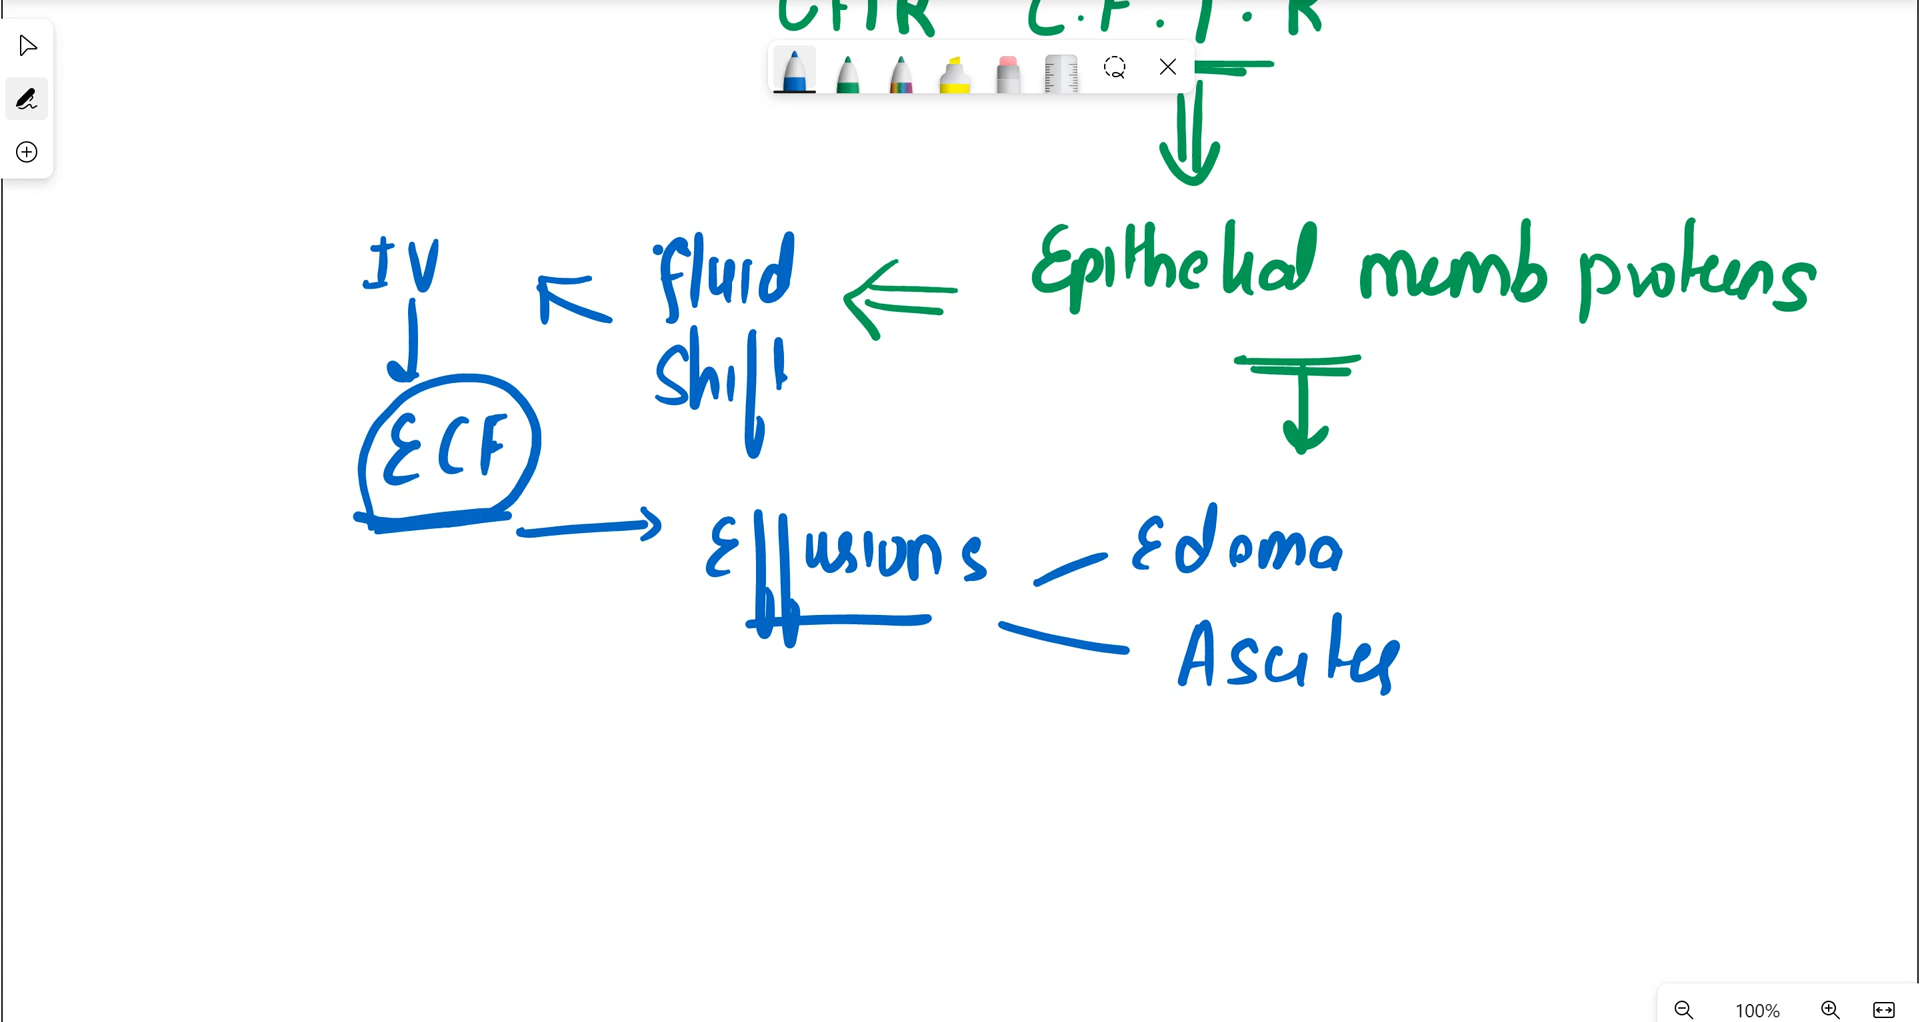 CFTR C.F.T.R
IV fluid shift Epithelial memb proteins
ECF
Effusions Edema
Ascites
100%